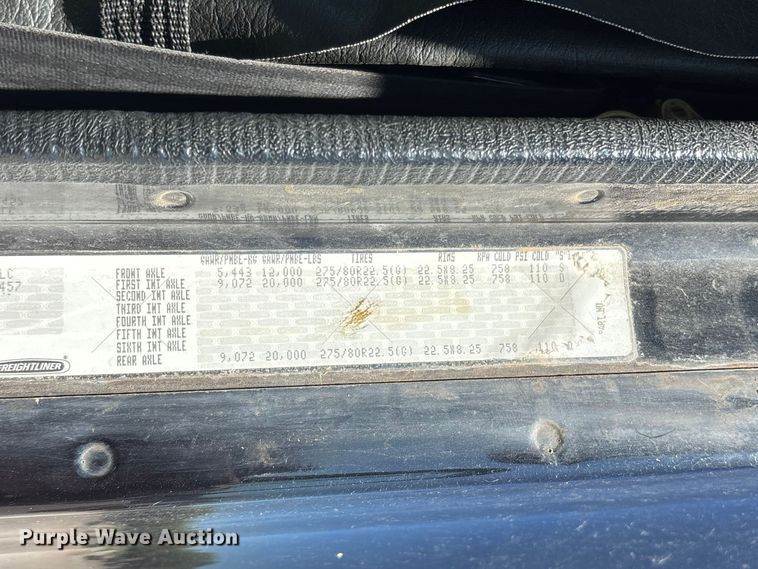 GAWR/PNBE-KG GAWR/PNBE-LBS TIRES RIMS KPA COLD PSI COLD
LC FRONT AXLE 5,443 12,000 275/80R22.5(G) 22.5X8.25 758 110 S
457 FIRST INT AXLE 9,072 20,000 275/80R22.5(G) 22.5X8.25 758 110 D
SECOND INT AXLE
THIRD INT AXLE
FOURTH INT AXLE
FIFTH INT AXLE
SIXTH INT AXLE
FREIGHTLINER REAR AXLE 9,072 20,000 275/80R22.5(G) 22.5X8.25 758 110
Purple Wave Auction